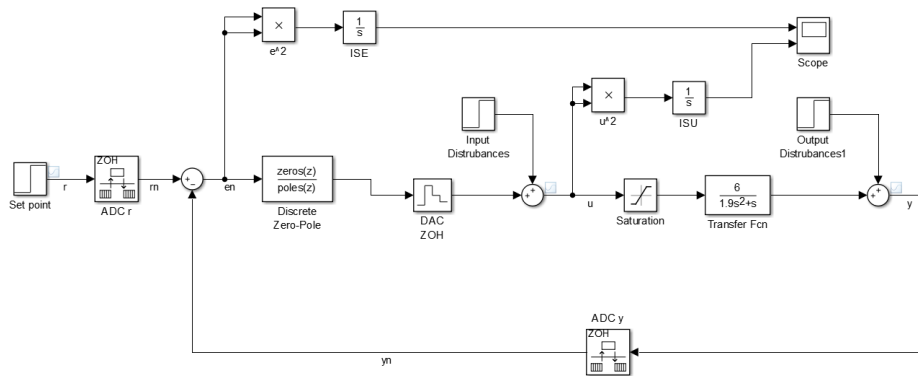 ×
e^2
1
s
ISE
Scope
×
u^2
1
s
ISU
Input
Distrubances
Output
Distrubances1
Set point
r
ZOH
ADC r
rn
+
−
en
zeros(z)
poles(z)
Discrete
Zero-Pole
DAC
ZOH
+
+
u
Saturation
6
1.9s²+s
Transfer Fcn
+
+
y
ADC y
ZOH
yn